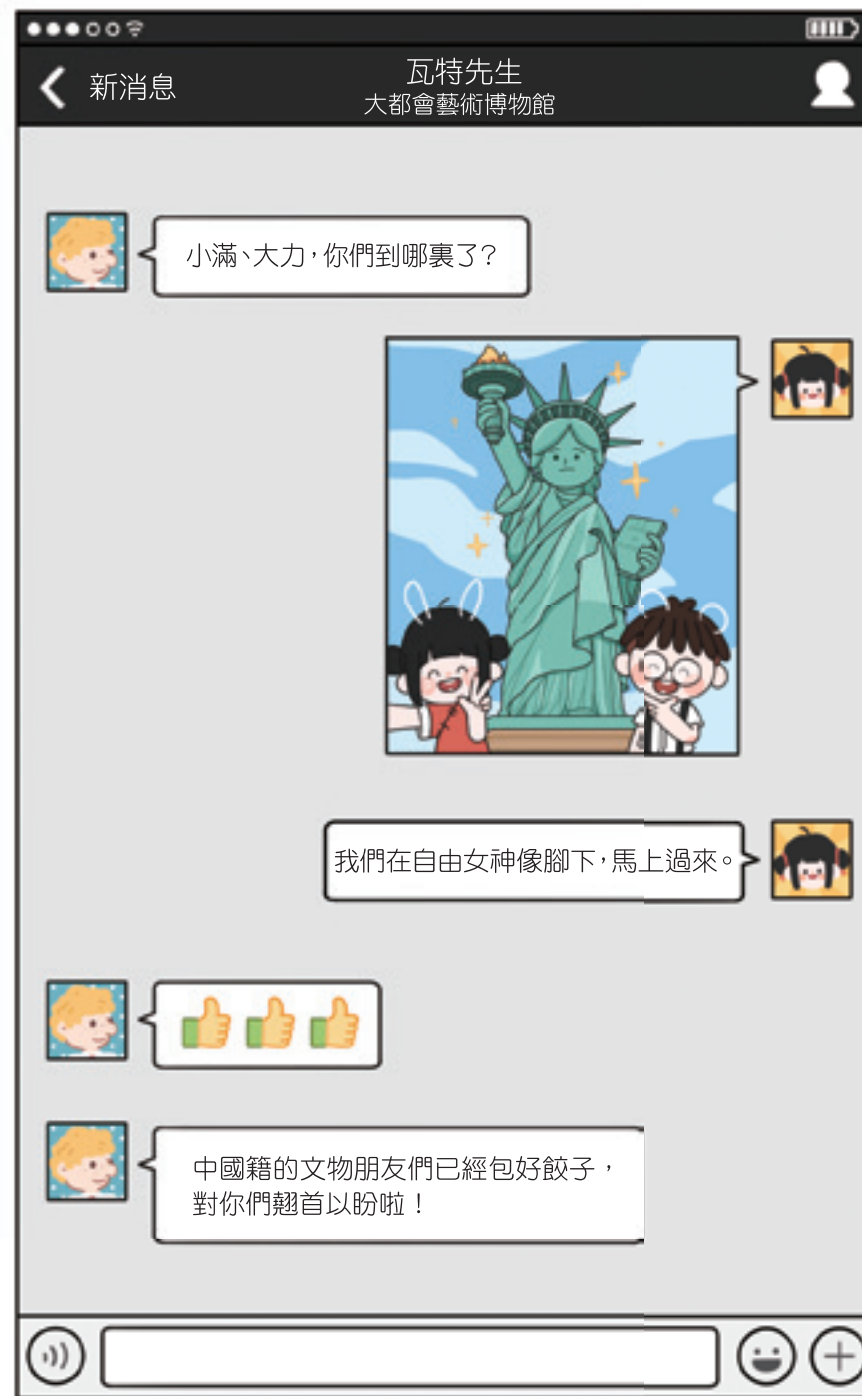 新消息
瓦特先生
大都會藝術博物館
小滿、大力，你們到哪裏了？
我們在自由女神像腳下，馬上過來。
中國籍的文物朋友們已經包好餃子，
對你們翹首以盼啦！